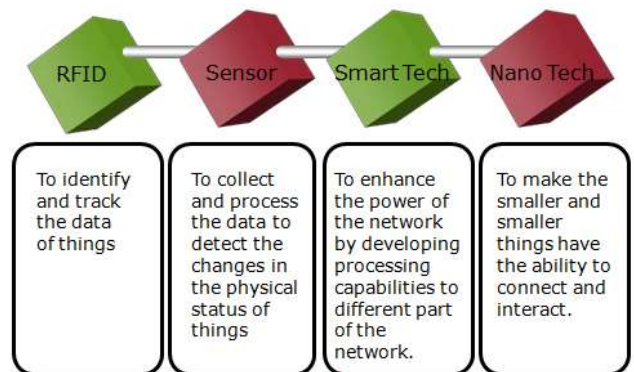 RFID
Sensor
Smart Tech
Nano Tech
To identify
and track
the data
of things
To collect
and process
the data to
detect the
changes in
the physical
status of
things
To enhance
the power of
the network
by developing
processing
capabilities to
different part
of the
network.
To make the
smaller and
smaller
things have
the ability to
connect and
interact.